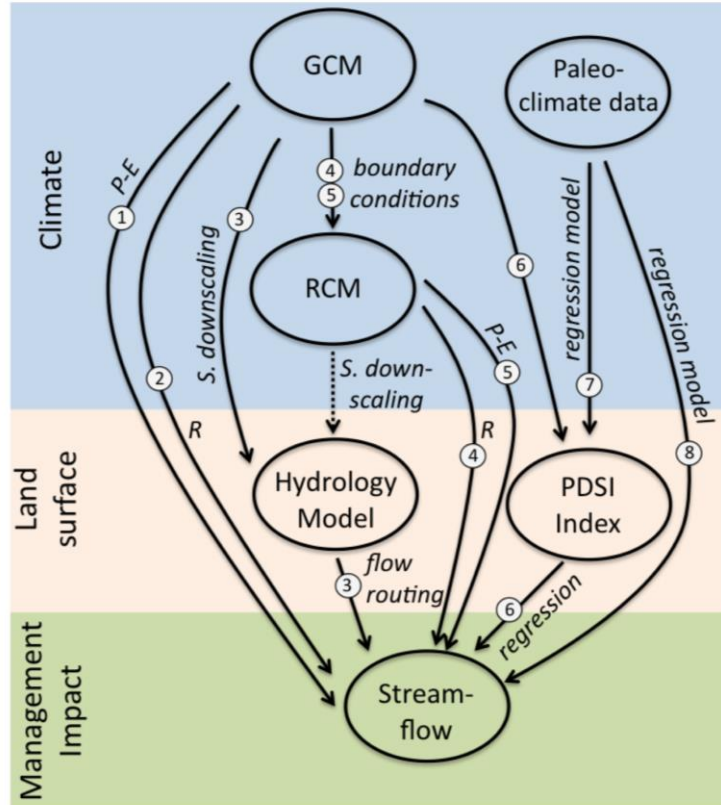 GCM
Paleo-
climate data
Climate
P-E
1
2
R
3
S. downscaling
4
5
boundary
conditions
6
regression model
7
regression model
8
RCM
P-E
5
R
4
S. down-
scaling
Land
surface
Hydrology
Model
PDSI
Index
3
flow
routing
6
regression
Management
Impact
Stream-
flow